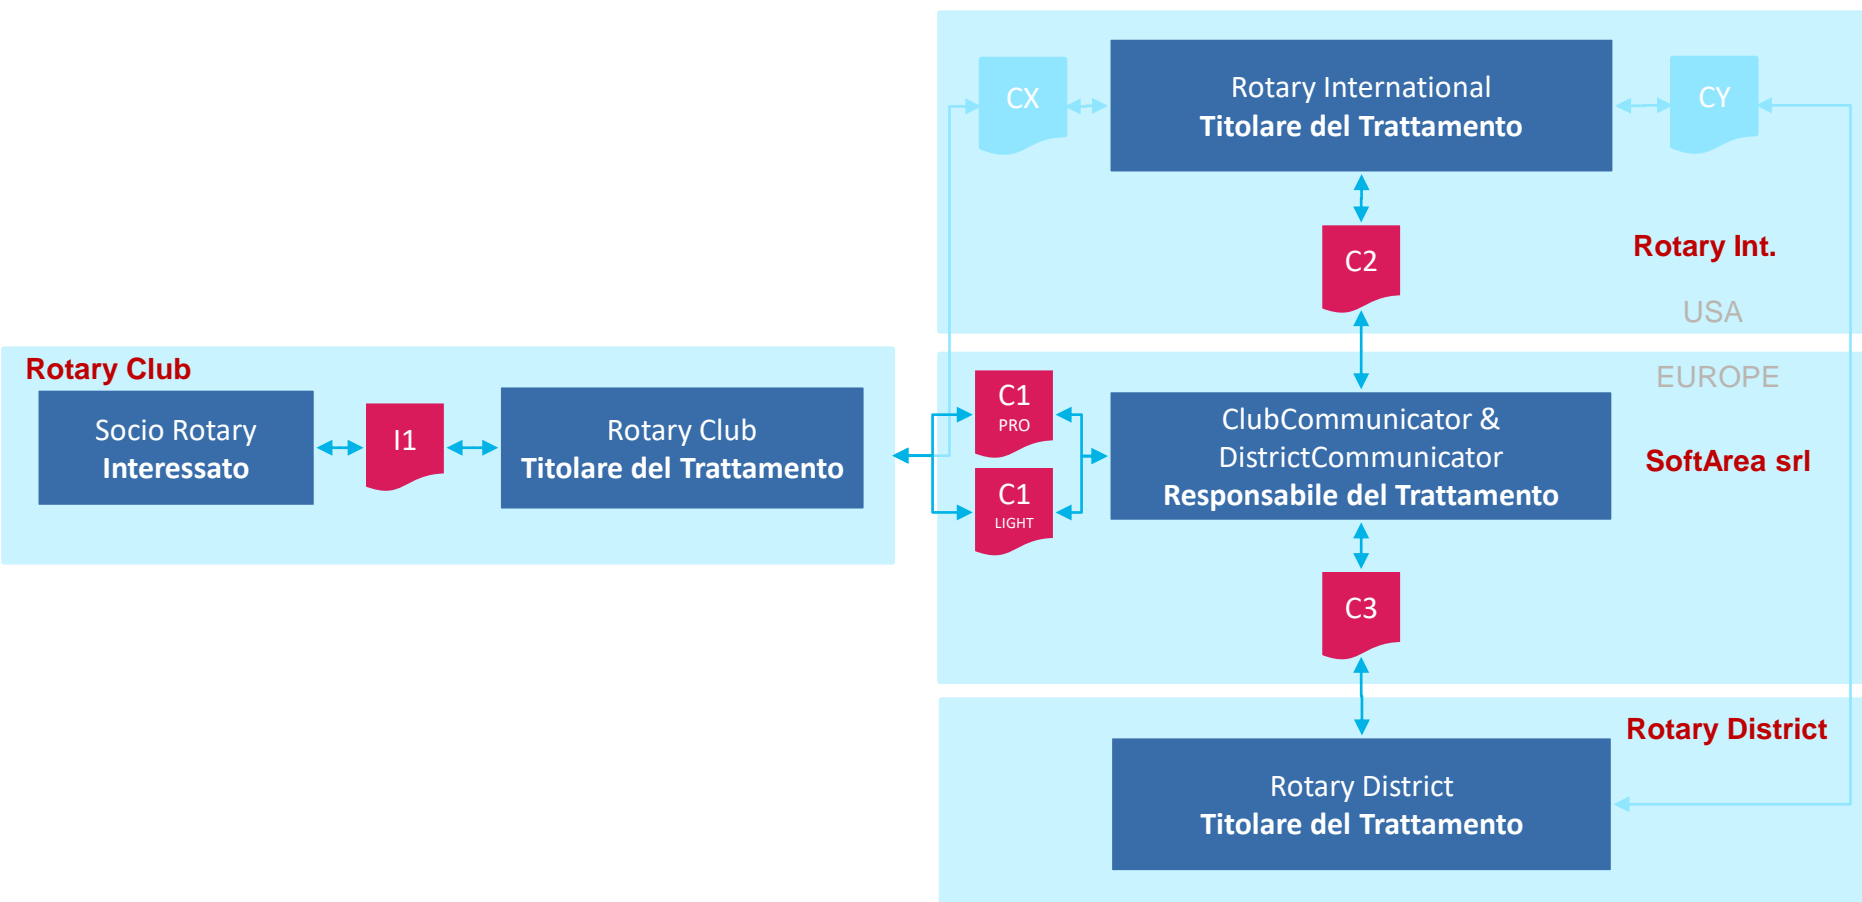 CX
Rotary International
Titolare del Trattamento
CY
C2
Rotary Int.
USA
Rotary Club
Socio Rotary
Interessato
I1
Rotary Club
Titolare del Trattamento
C1
PRO
C1
LIGHT
EUROPE
ClubCommunicator &
DistrictCommunicator
Responsabile del Trattamento
SoftArea srl
C3
Rotary District
Rotary District
Titolare del Trattamento